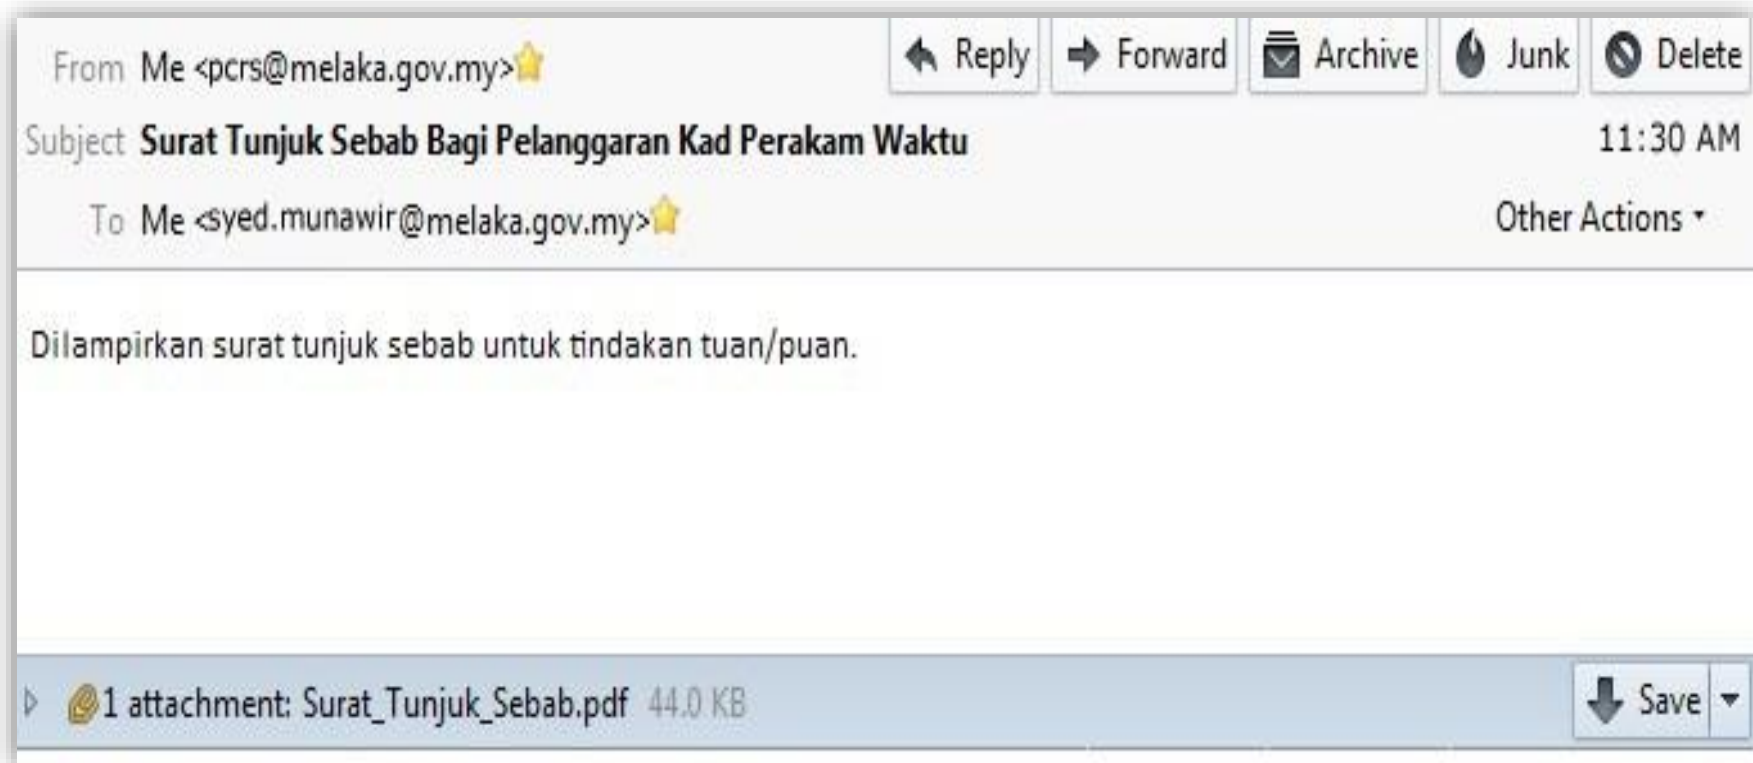 From Me <pcrs@melaka.gov.my> Reply Forward Archive Junk Delete
Subject Surat Tunjuk Sebab Bagi Pelanggaran Kad Perakam Waktu 11:30 AM
To Me <syed.munawir@melaka.gov.my> Other Actions
Dilampirkan surat tunjuk sebab untuk tindakan tuan/puan.
1 attachment: Surat_Tunjuk_Sebab.pdf 44.0 KB Save